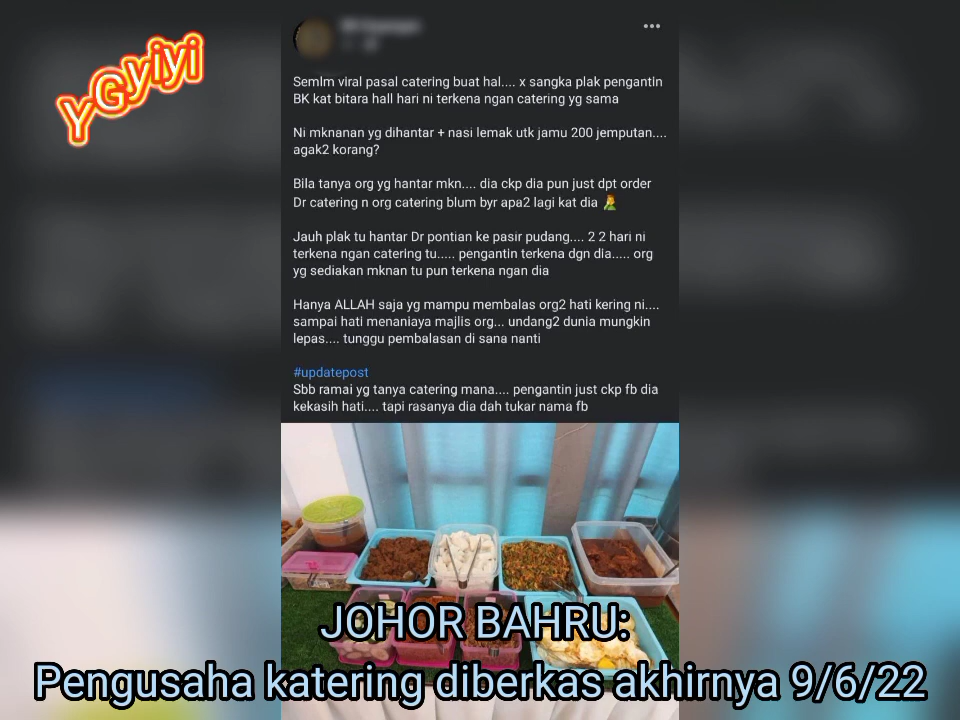 YGyiyi
Semlm viral pasal catering buat hal.... x sangka plak pengantin
BK kat bitara hall hari ni terkena ngan catering yg sama
Ni mknanan yg dihantar + nasi lemak utk jamu 200 jemputan....
agak2 korang?
Bila tanya org yg hantar mkn.... dia ckp dia pun just dpt order
Dr catering n org catering blum byr apa2 lagi kat dia 🤦
Jauh plak tu hantar Dr pontian ke pasir pudang.... 2 2 hari ni
terkena ngan catering tu..... pengantin terkena dgn dia..... org
yg sediakan mknan tu pun terkena ngan dia
Hanya ALLAH saja yg mampu membalas org2 hati kering ni....
sampai hati menaniaya majlis org... undang2 dunia mungkin
lepas.... tunggu pembalasan di sana nanti
#updatepost
Sbb ramai yg tanya catering mana.... pengantin just ckp fb dia
kekasih hati.... tapi rasanya dia dah tukar nama fb
JOHOR BAHRU:
Pengusaha katering diberkas akhirnya 9/6/22